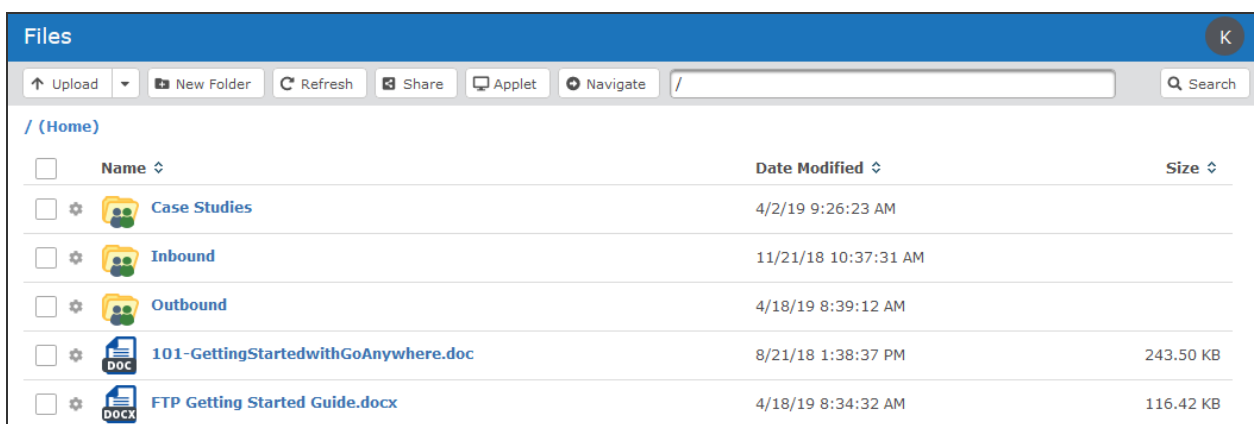 Files K
Upload New Folder Refresh Share Applet Navigate / Search
/ (Home)
Name Date Modified Size
Case Studies 4/2/19 9:26:23 AM
Inbound 11/21/18 10:37:31 AM
Outbound 4/18/19 8:39:12 AM
DOC 101-GettingStartedwithGoAnywhere.doc 8/21/18 1:38:37 PM 243.50 KB
DOCX FTP Getting Started Guide.docx 4/18/19 8:34:32 AM 116.42 KB